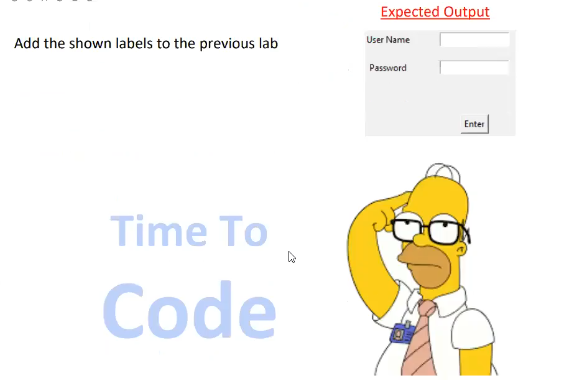 Expected Output
Add the shown labels to the previous lab
User Name
Password
Enter
Time To
Code